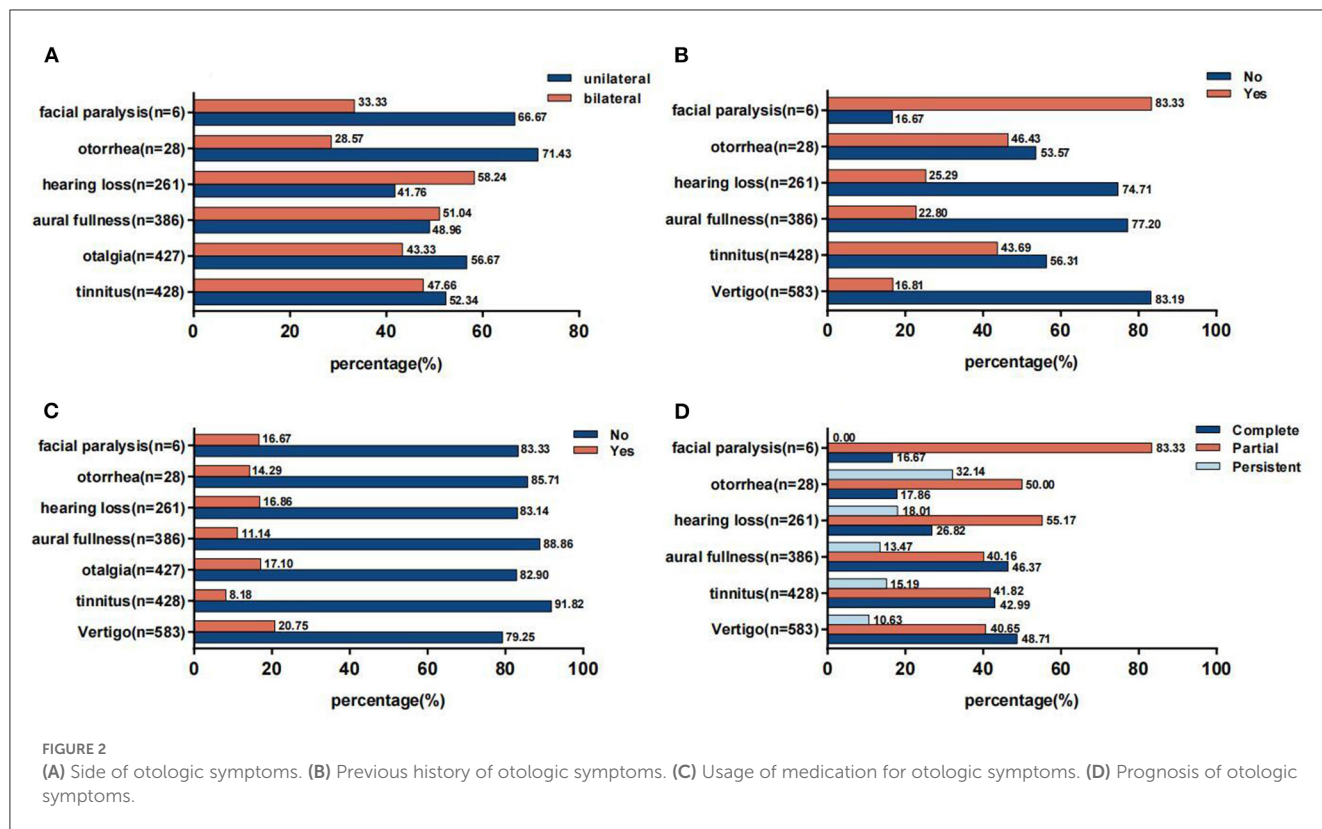 A
unilateral
bilateral
facial paralysis(n=6)
33.33
66.67
otorrhea(n=28)
28.57
71.43
hearing loss(n=261)
58.24
41.76
aural fullness(n=386)
51.04
48.96
otalgia(n=427)
43.33
56.67
tinnitus(n=428)
47.66
52.34
0 20 40 60 80
percentage(%)
B
No
Yes
facial paralysis(n=6)
83.33
16.67
otorrhea(n=28)
46.43
53.57
hearing loss(n=261)
25.29
74.71
aural fullness(n=386)
22.80
77.20
tinnitus(n=428)
43.69
56.31
Vertigo(n=583)
16.81
83.19
0 20 40 60 80 100
percentage(%)
C
No
Yes
facial paralysis(n=6)
16.67
83.33
otorrhea(n=28)
14.29
85.71
hearing loss(n=261)
16.86
83.14
aural fullness(n=386)
11.14
88.86
otalgia(n=427)
17.10
82.90
tinnitus(n=428)
8.18
91.82
Vertigo(n=583)
20.75
79.25
0 20 40 60 80 100
percentage(%)
D
Complete
Partial
Persistent
facial paralysis(n=6)
0.00
83.33
16.67
otorrhea(n=28)
32.14
50.00
17.86
hearing loss(n=261)
18.01
55.17
26.82
aural fullness(n=386)
13.47
40.16
46.37
tinnitus(n=428)
15.19
41.82
42.99
Vertigo(n=583)
10.63
40.65
48.71
0 20 40 60 80 100
percentage(%)
FIGURE 2
(A) Side of otologic symptoms. (B) Previous history of otologic symptoms. (C) Usage of medication for otologic symptoms. (D) Prognosis of otologic
symptoms.